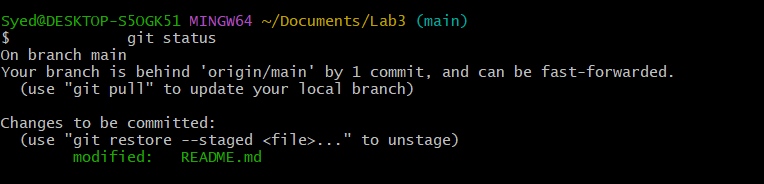 Syed@DESKTOP-S5OGK51 MINGW64 ~/Documents/Lab3 (main)
$         git status
On branch main
Your branch is behind 'origin/main' by 1 commit, and can be fast-forwarded.
  (use "git pull" to update your local branch)

Changes to be committed:
  (use "git restore --staged <file>..." to unstage)
        modified:   README.md